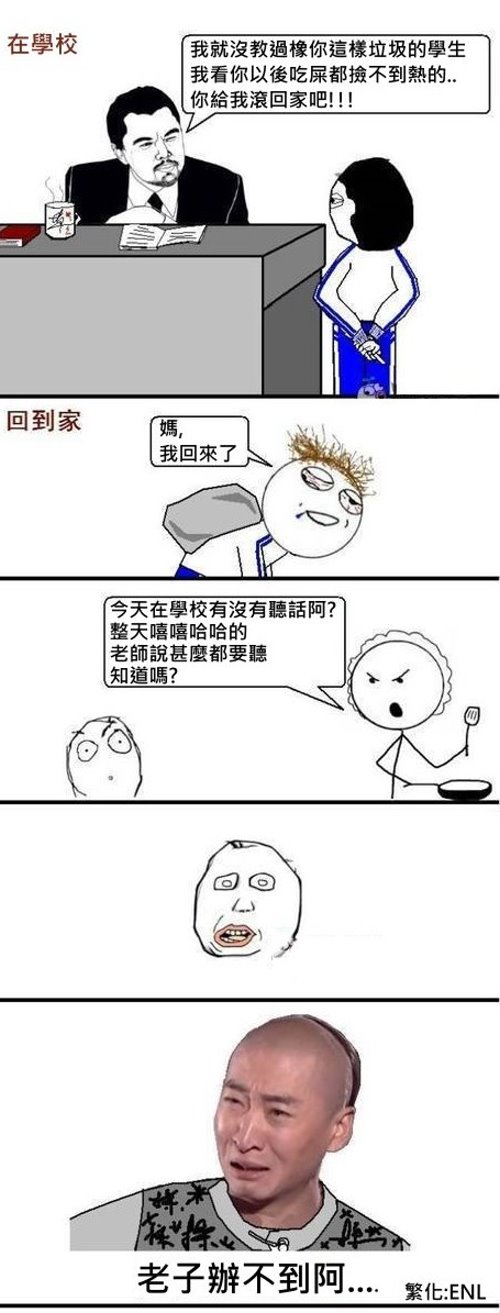 在學校
我就沒教過橡你這樣垃圾的學生
我看你以後吃屎都撿不到熱的..
你給我滾回家吧!!!
回到家
媽,
我回來了
今天在學校有沒有聽話阿?
整天嘻嘻哈哈的
老師說甚麼都要聽
知道嗎?
老子辦不到阿....
繁化:ENL